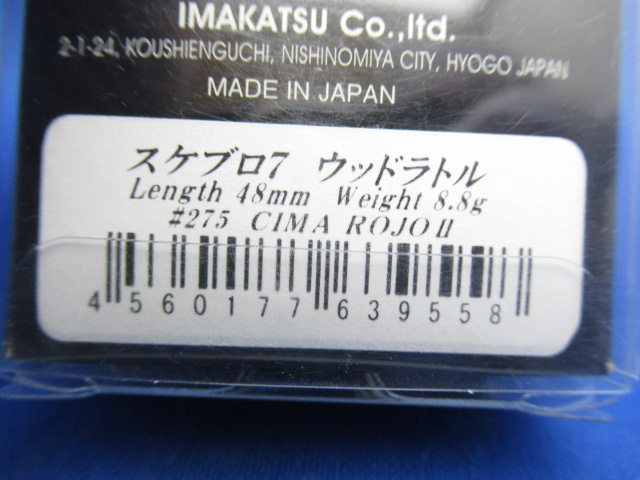 IMAKATSU Co.,ltd.
2-1-24, KOUSHIENGUCHI, NISHINOMIYA CITY, HYOGO JAPAN
MADE IN JAPAN
スケブロ7 ウッドラトル
Length 48mm Weight 8.8g
#275 CIMA ROJO II
4 560177 639558